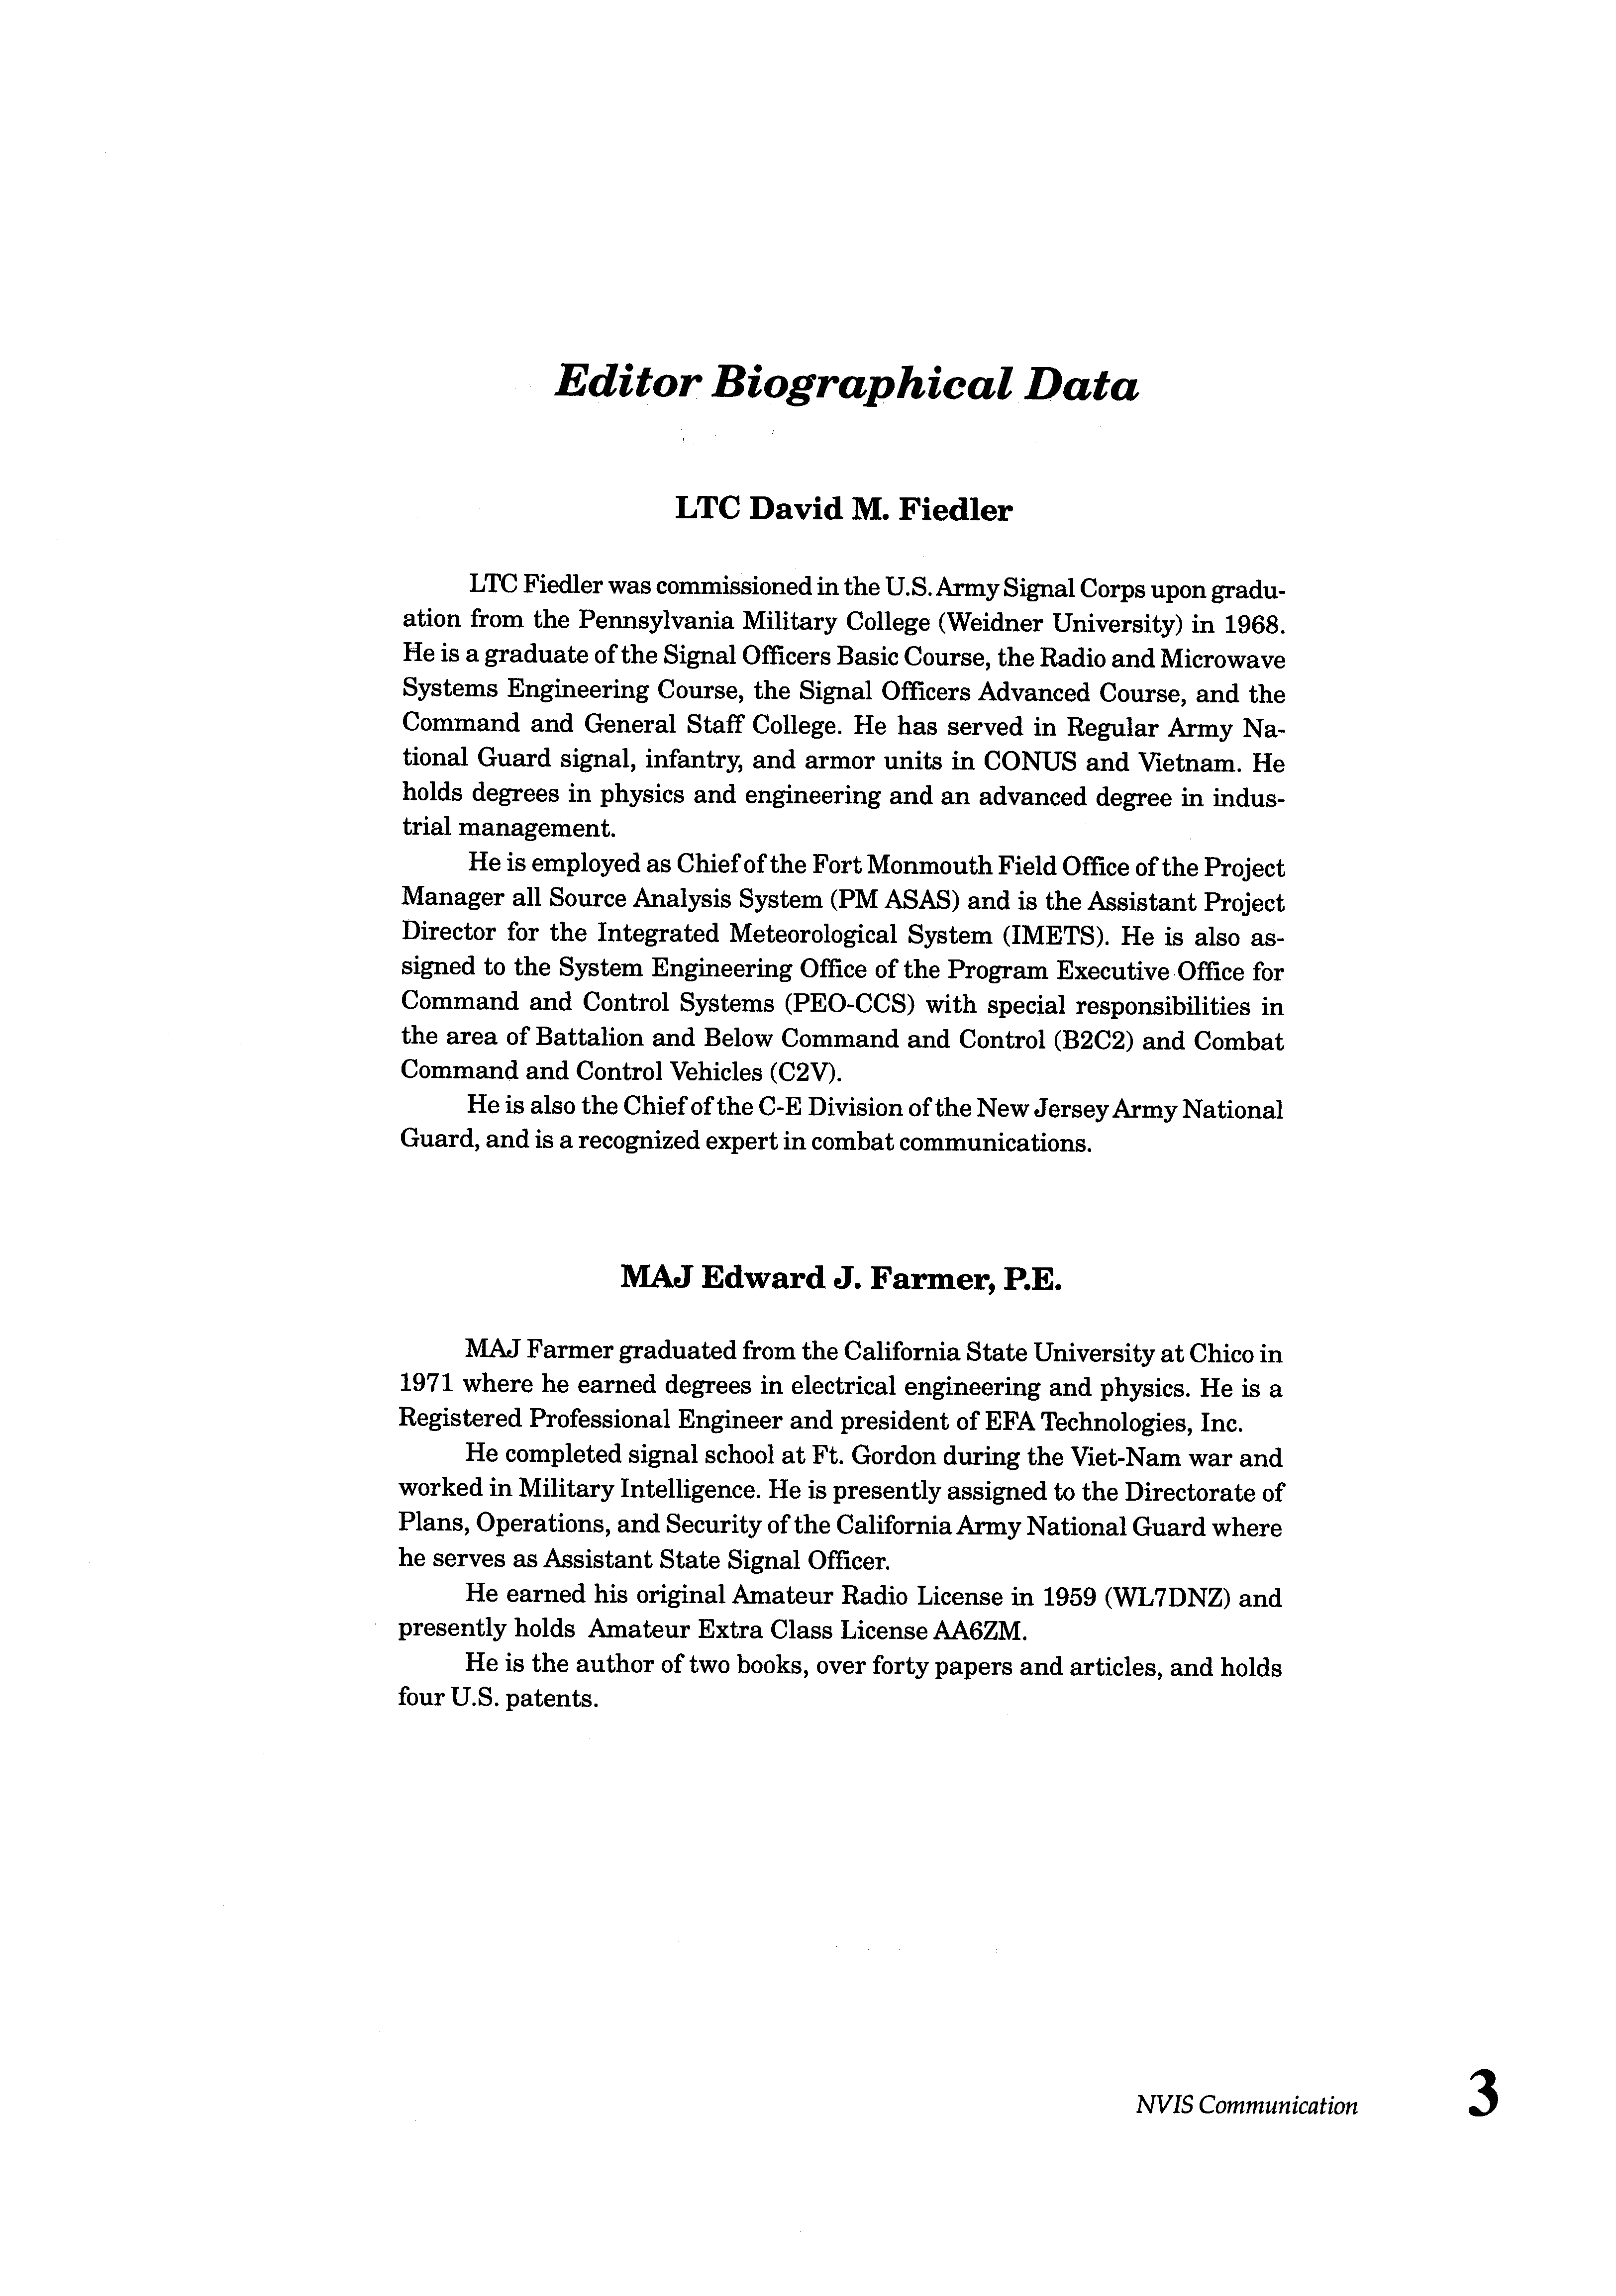 Editor Biographical Data
LTC David M. Fiedler
LTC Fiedler was commissioned in the U.S. Army Signal Corps upon gradu-
ation from the Pennsylvania Military College (Weidner University) in 1968.
He is a graduate of the Signal Officers Basic Course, the Radio and Microwave
Systems Engineering Course, the Signal Officers Advanced Course, and the
Command and General Staff College. He has served in Regular Army Na-
tional Guard signal, infantry, and armor units in CONUS and Vietnam. He
holds degrees in physics and engineering and an advanced degree in indus-
trial management.
He is employed as Chief of the Fort Monmouth Field Office of the Project
Manager all Source Analysis System (PM ASAS) and is the Assistant Project
Director for the Integrated Meteorological System (IMETS). He is also as-
signed to the System Engineering Office of the Program Executive Office for
Command and Control Systems (PEO-CCS) with special responsibilities in
the area of Battalion and Below Command and Control (B2C2) and Combat
Command and Control Vehicles (C2V).
He is also the Chief of the C-E Division of the New Jersey Army National
Guard, and is a recognized expert in combat communications.
MAJ Edward J. Farmer, P.E.
MAJ Farmer graduated from the California State University at Chico in
1971 where he earned degrees in electrical engineering and physics. He is a
Registered Professional Engineer and president of EFA Technologies, Inc.
He completed signal school at Ft. Gordon during the Viet-Nam war and
worked in Military Intelligence. He is presently assigned to the Directorate of
Plans, Operations, and Security of the California Army National Guard where
he serves as Assistant State Signal Officer.
He earned his original Amateur Radio License in 1959 (WL7DNZ) and
presently holds Amateur Extra Class License AA6ZM.
He is the author of two books, over forty papers and articles, and holds
four U.S. patents.
NVIS Communication 3